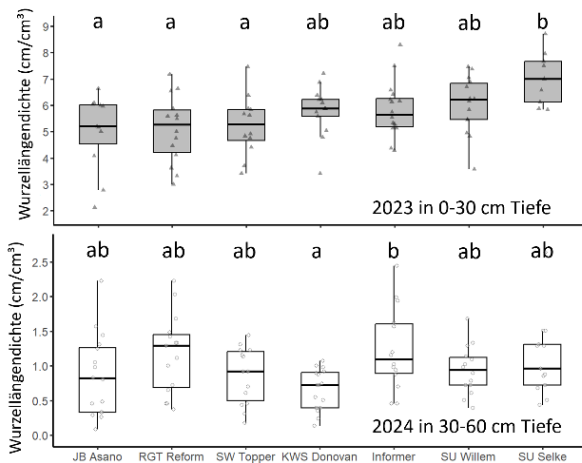 a a a ab ab ab b
Wurzellängendichte (cm/cm³)
9
8
7
6
5
4
3
2
2023 in 0-30 cm Tiefe
ab ab ab a b ab ab
Wurzellängendichte (cm/cm³)
2.5
2.0
1.5
1.0
0.5
0.0
2024 in 30-60 cm Tiefe
JB Asano RGT Reform SW Topper KWS Donovan Informer SU Willem SU Selke